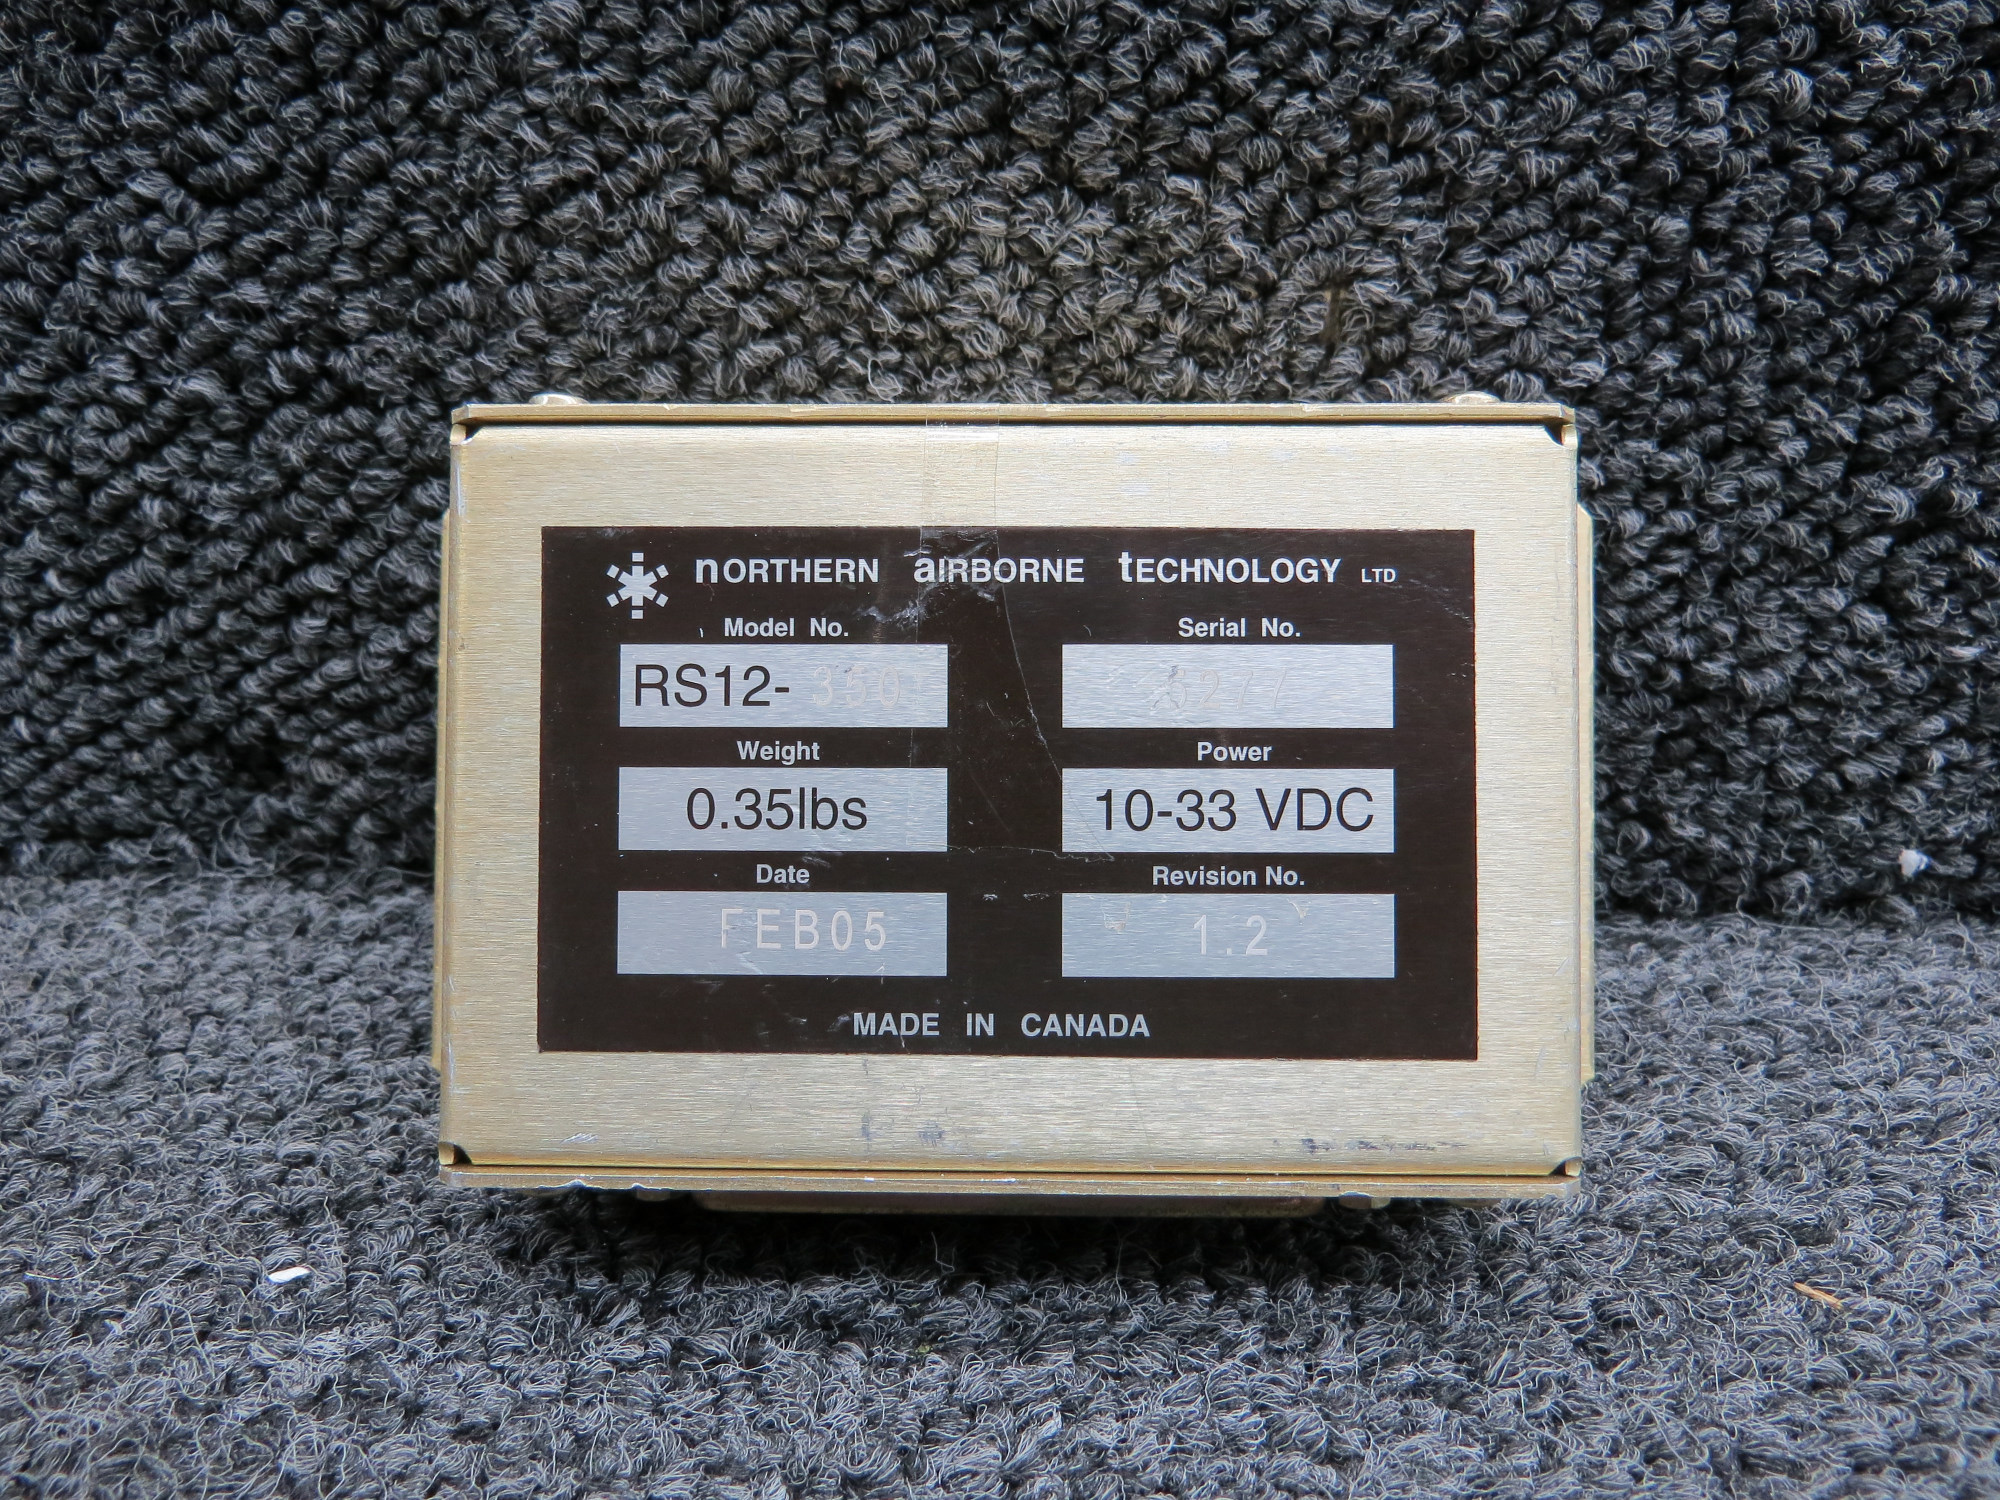 nORTHERN aIRBORNE tECHNOLOGY LTD
Model No. Serial No.
RS12-
Weight Power
0.35lbs 10-33 VDC
Date Revision No.
FEB05 1.2
MADE IN CANADA